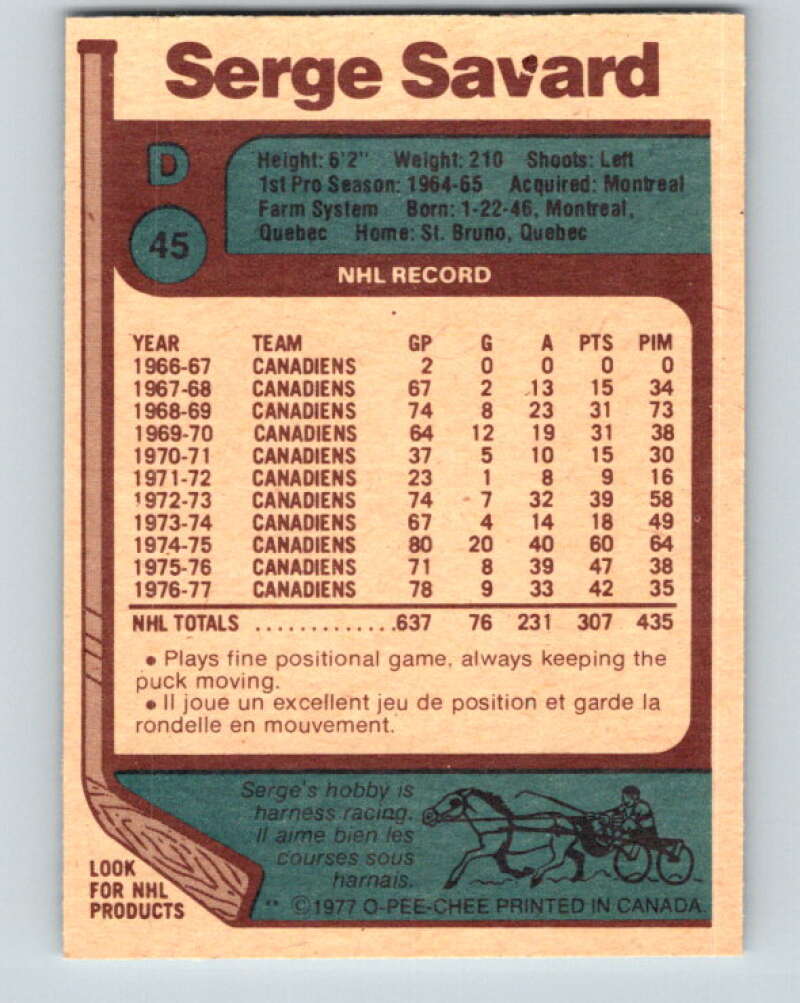 Serge Savard
D
45
Height: 6'2" Weight: 210 Shoots: Left
1st Pro Season: 1964-65 Acquired: Montreal
Farm System Born: 1-22-46, Montreal,
Quebec Home: St. Bruno, Quebec
NHL RECORD
YEAR TEAM GP G A PTS PIM
1966-67 CANADIENS 2 0 0 0 0
1967-68 CANADIENS 67 2 13 15 34
1968-69 CANADIENS 74 8 23 31 73
1969-70 CANADIENS 64 12 19 31 38
1970-71 CANADIENS 37 5 10 15 30
1971-72 CANADIENS 23 1 8 9 16
1972-73 CANADIENS 74 7 32 39 58
1973-74 CANADIENS 67 4 14 18 49
1974-75 CANADIENS 80 20 40 60 64
1975-76 CANADIENS 71 8 39 47 38
1976-77 CANADIENS 78 9 33 42 35
NHL TOTALS .............637 76 231 307 435
• Plays fine positional game, always keeping the
puck moving.
• Il joue un excellent jeu de position et garde la
rondelle en mouvement.
Serge's hobby is
harness racing.
Il aime bien les
courses sous
harnais.
LOOK
FOR NHL
PRODUCTS
** ©1977 O-PEE-CHEE PRINTED IN CANADA